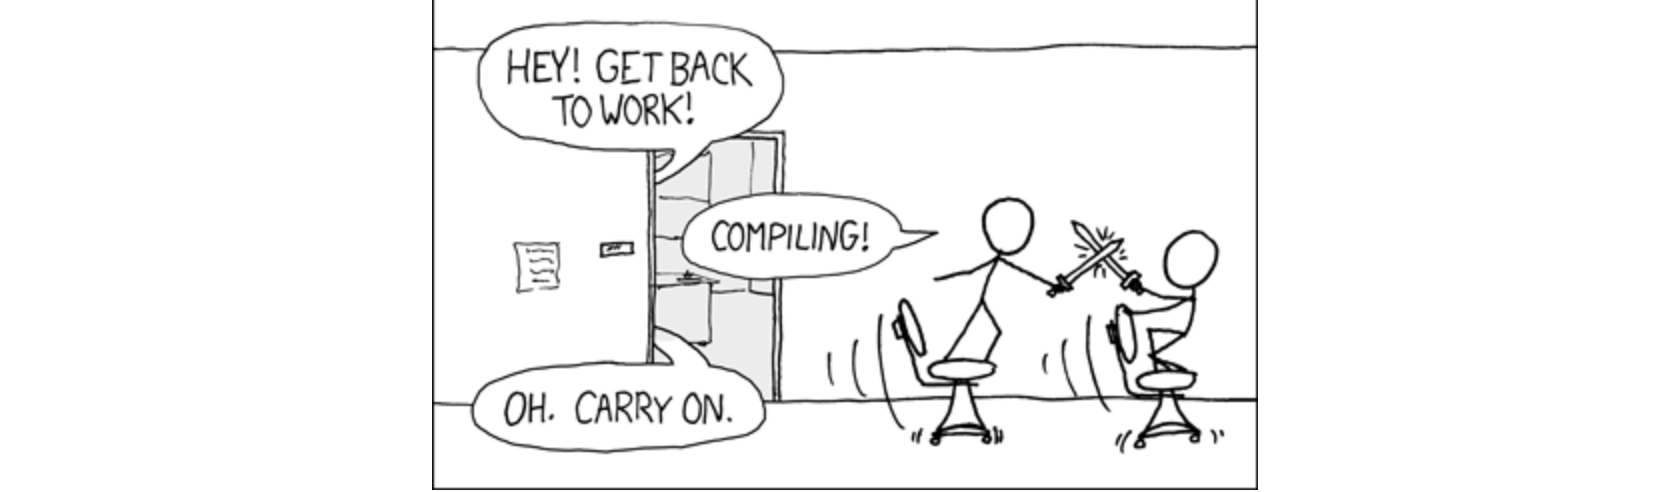 HEY! GET BACK
TO WORK!
COMPILING!
OH. CARRY ON.